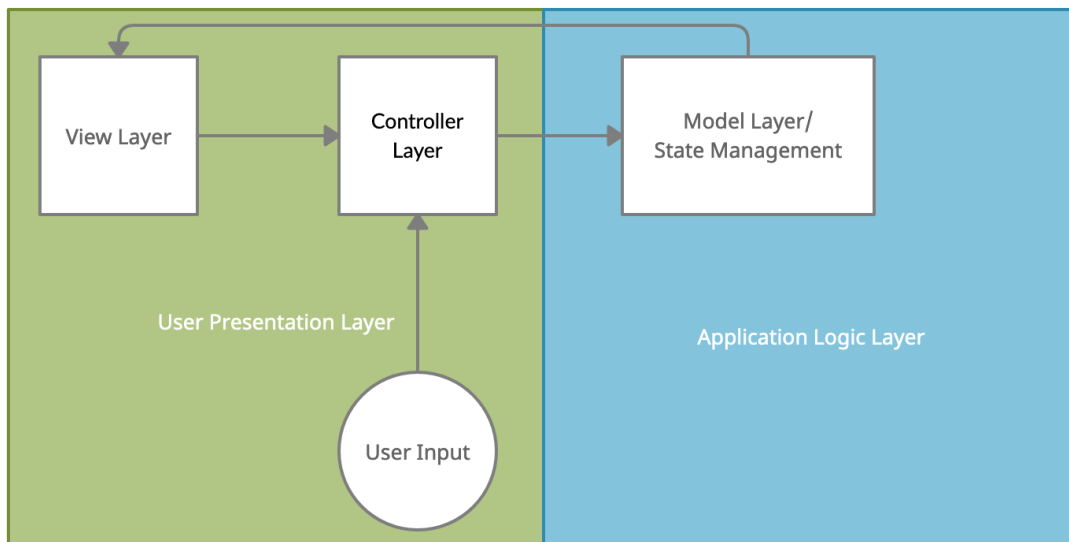 View Layer
Controller
Layer
Model Layer/
State Management
User Presentation Layer
Application Logic Layer
User Input